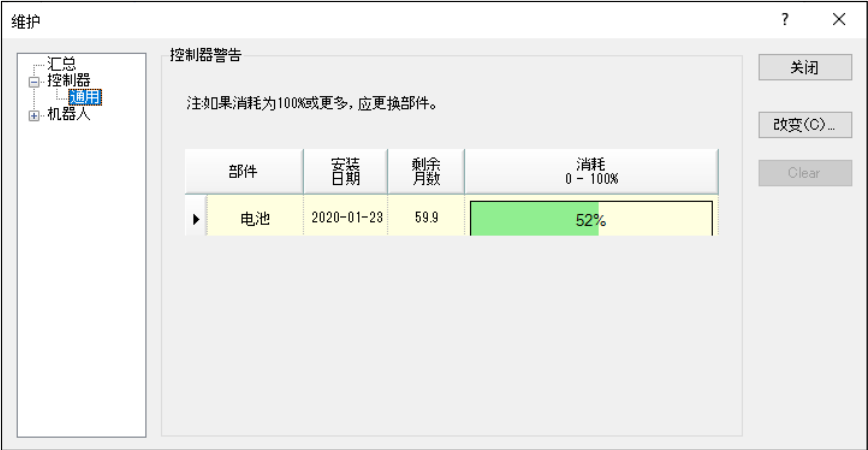 维护
?
汇总
控制器
通用
机器人
控制器警告
注:如果消耗为100%或更多，应更换部件。
部件
安装
日期
剩余
月数
消耗
0 - 100%
电池
2020-01-23
59.9
52%
关闭
改变(C)...
Clear